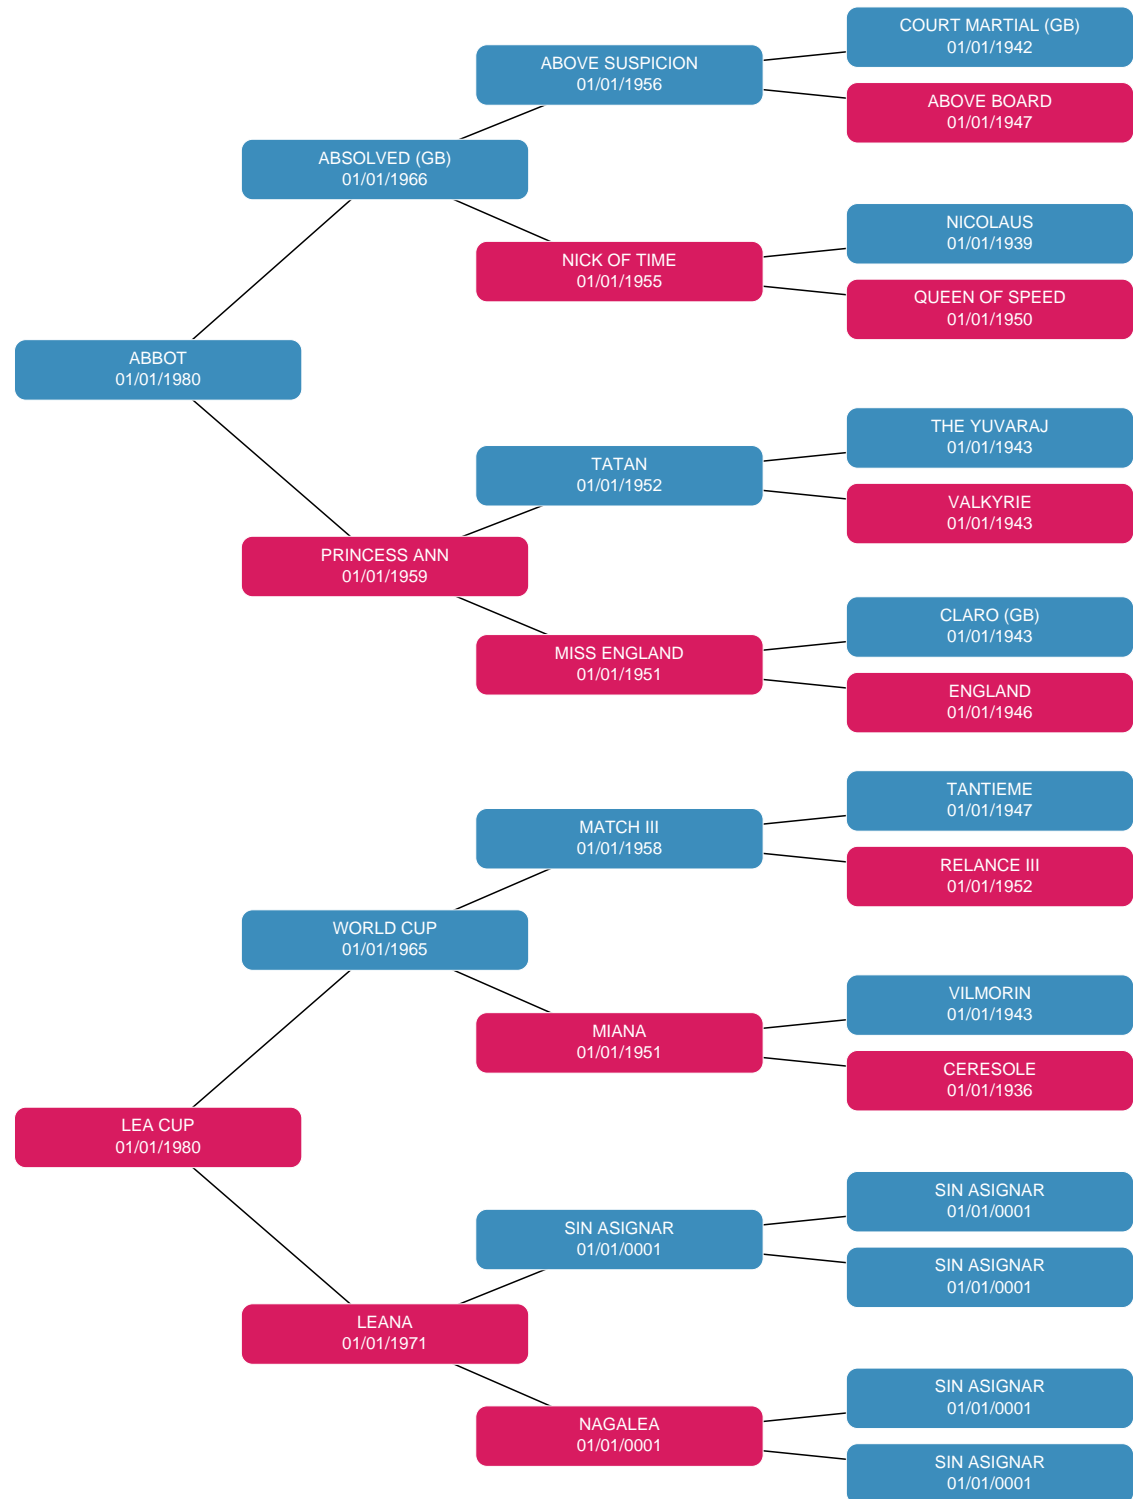 COURT MARTIAL (GB)
01/01/1942
ABOVE SUSPICION
01/01/1956
ABOVE BOARD
01/01/1947
ABSOLVED (GB)
01/01/1966
NICOLAUS
01/01/1939
NICK OF TIME
01/01/1955
QUEEN OF SPEED
01/01/1950
ABBOT
01/01/1980
THE YUVARAJ
01/01/1943
TATAN
01/01/1952
VALKYRIE
01/01/1943
PRINCESS ANN
01/01/1959
CLARO (GB)
01/01/1943
MISS ENGLAND
01/01/1951
ENGLAND
01/01/1946
TANTIEME
01/01/1947
MATCH III
01/01/1958
RELANCE III
01/01/1952
WORLD CUP
01/01/1965
VILMORIN
01/01/1943
MIANA
01/01/1951
CERESOLE
01/01/1936
LEA CUP
01/01/1980
SIN ASIGNAR
01/01/0001
SIN ASIGNAR
01/01/0001
SIN ASIGNAR
01/01/0001
LEANA
01/01/1971
SIN ASIGNAR
01/01/0001
NAGALEA
01/01/0001
SIN ASIGNAR
01/01/0001